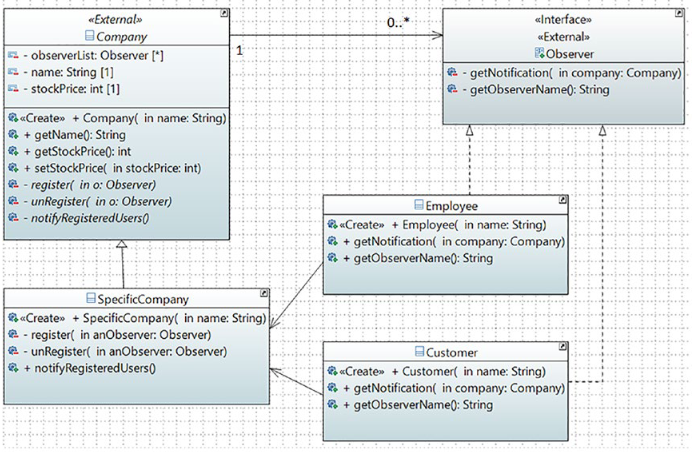 «External»
Company
- observerList: Observer [*]
- name: String [1]
- stockPrice: int [1]
«Create» + Company( in name: String)
+ getName(): String
+ getStockPrice(): int
+ setStockPrice( in stockPrice: int)
- register( in o: Observer)
- unRegister( in o: Observer)
- notifyRegisteredUsers()
0..*
1
«Interface»
«External»
Observer
- getNotification( in company: Company)
- getObserverName(): String
Employee
«Create» + Employee( in name: String)
+ getNotification( in company: Company)
+ getObserverName(): String
SpecificCompany
«Create» + SpecificCompany( in name: String)
- register( in anObserver: Observer)
- unRegister( in anObserver: Observer)
+ notifyRegisteredUsers()
Customer
«Create» + Customer( in name: String)
+ getNotification( in company: Company)
+ getObserverName(): String